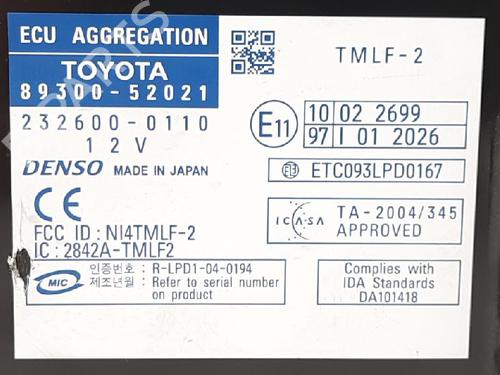 ECU AGGREGATION
TOYOTA
89300-52021
232600-0110
12V
DENSO MADE IN JAPAN
CE
FCC ID : NI4TMLF-2
IC : 2842A-TMLF2
MIC
인증번호 : R-LPD1-04-0194
제조년월 : Refer to serial number
on product
TMLF-2
E11
10 02 2699
97 I 01 2026
ETC093LPD0167
ICASA
TA-2004/345
APPROVED
Complies with
IDA Standards
DA101418